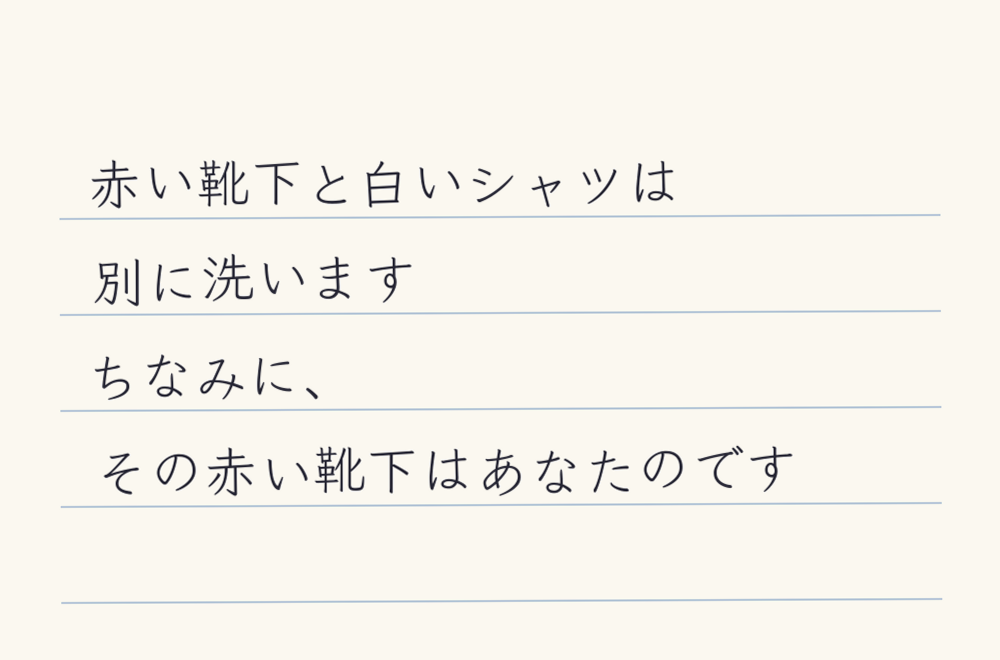 赤い靴下と白いシャツは
別に洗います
ちなみに、
その赤い靴下はあなたのです